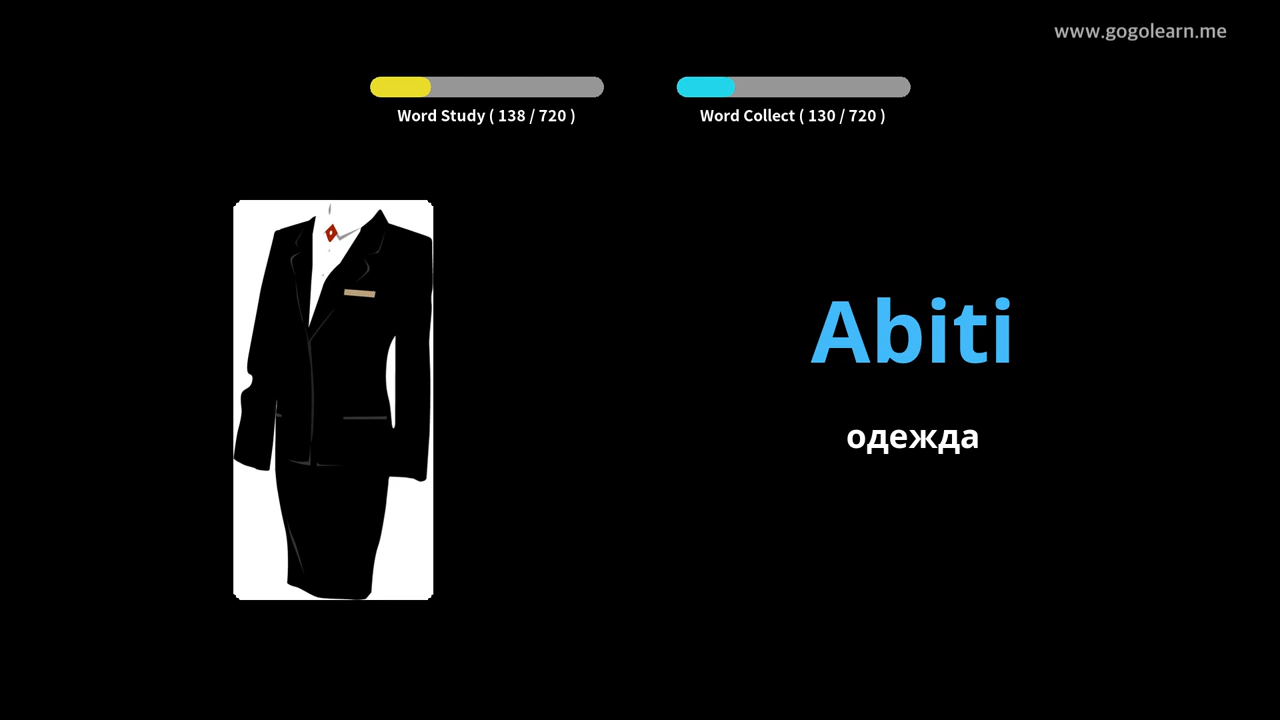 www.gogolearn.me
Word Study ( 138 / 720 )
Word Collect ( 130 / 720 )
Abiti
одежда